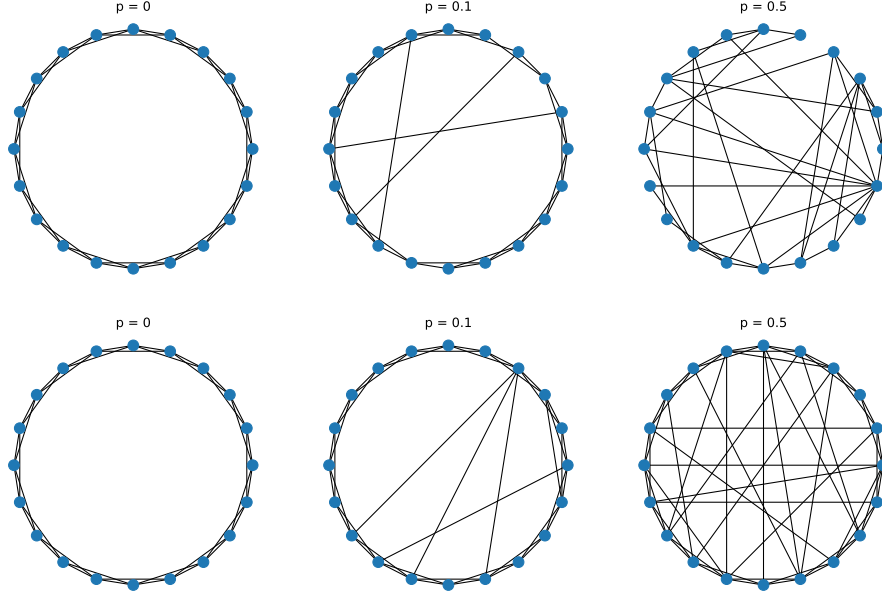 p = 0
p = 0.1
p = 0.5
p = 0
p = 0.1
p = 0.5